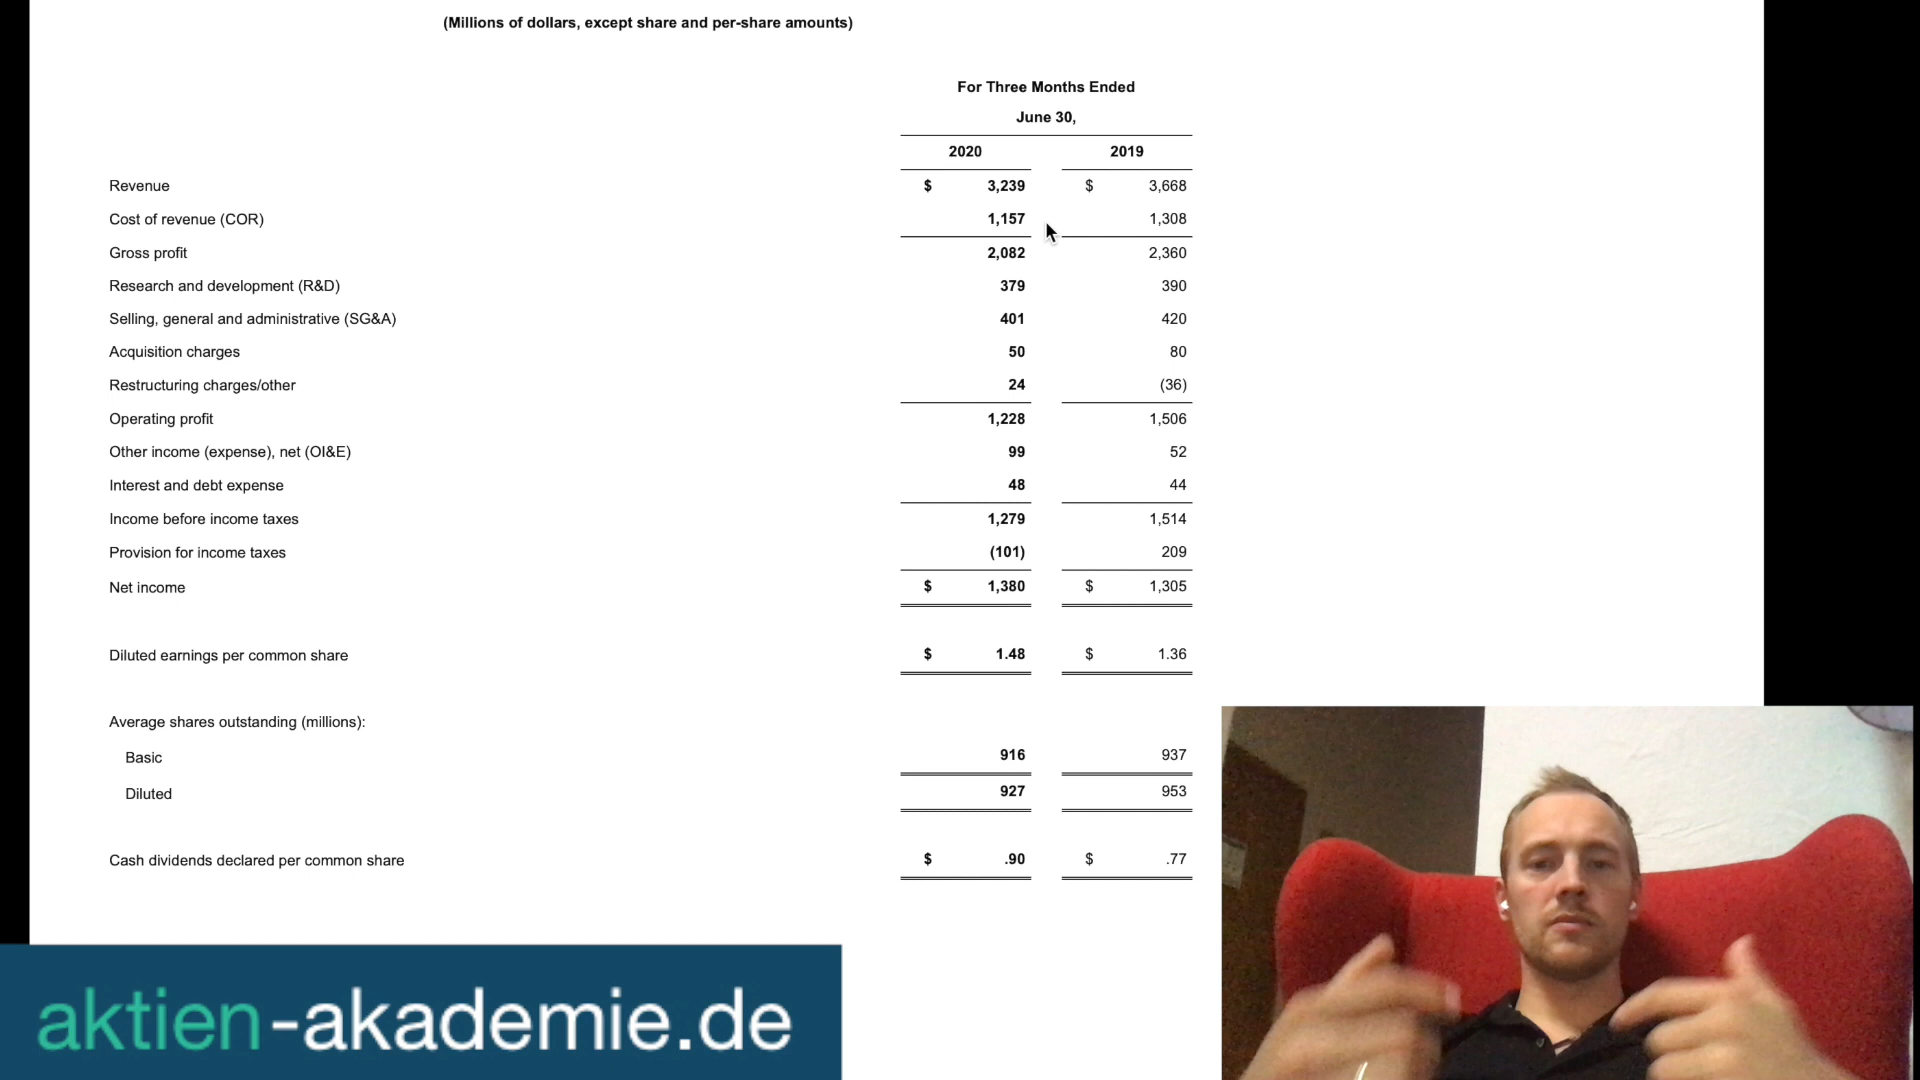 (Millions of dollars, except share and per-share amounts)
For Three Months Ended
June 30,
2020 2019
Revenue $ 3,239 $ 3,668
Cost of revenue (COR) 1,157 1,308
Gross profit 2,082 2,360
Research and development (R&D) 379 390
Selling, general and administrative (SG&A) 401 420
Acquisition charges 50 80
Restructuring charges/other 24 (36)
Operating profit 1,228 1,506
Other income (expense), net (OI&E) 99 52
Interest and debt expense 48 44
Income before income taxes 1,279 1,514
Provision for income taxes (101) 209
Net income $ 1,380 $ 1,305
Diluted earnings per common share $ 1.48 $ 1.36
Average shares outstanding (millions):
Basic 916 937
Diluted 927 953
Cash dividends declared per common share $ .90 $ .77
aktien-akademie.de